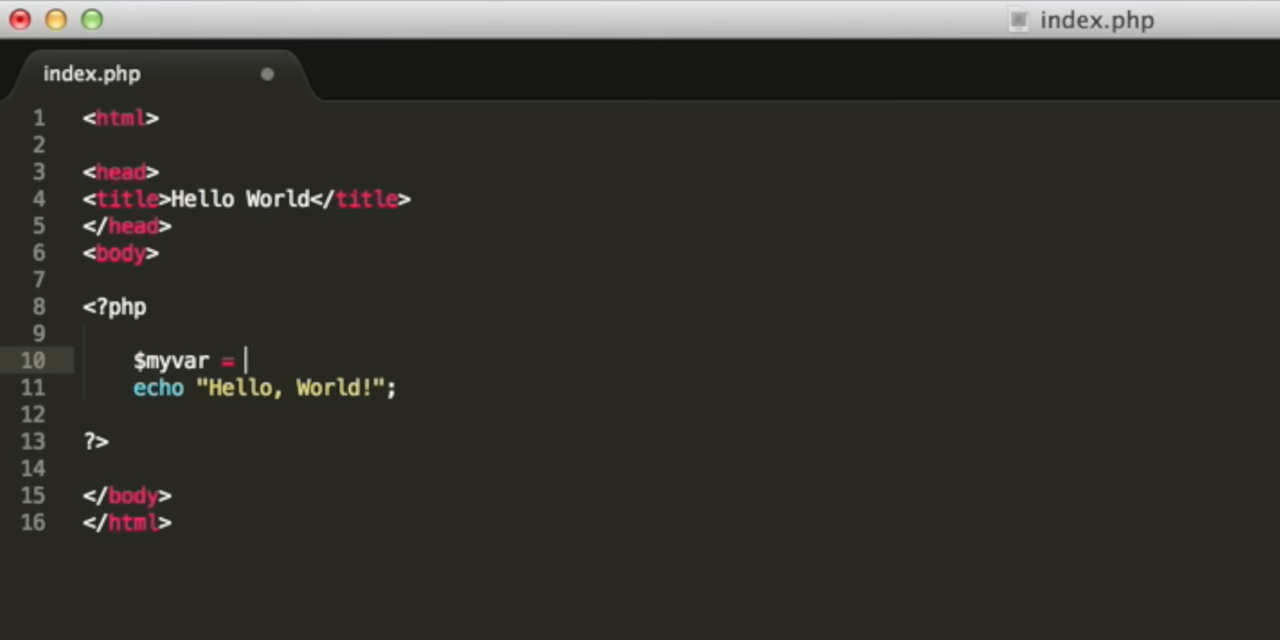 index.php
index.php
1 <html>
2
3 <head>
4 <title>Hello World</title>
5 </head>
6 <body>
7
8 <?php
9
10 $myvar =
11 echo "Hello, World!";
12
13 ?>
14
15 </body>
16 </html>